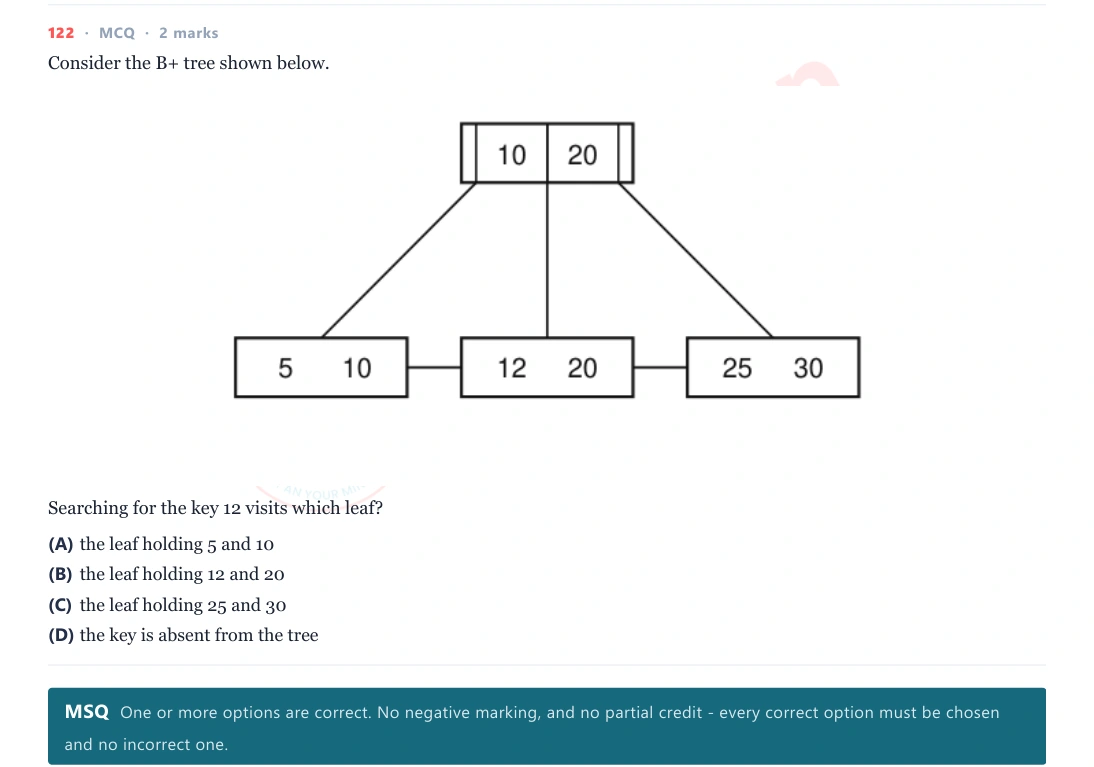 122 · MCQ · 2 marks
Consider the B+ tree shown below.
10 20
5 10 12 20 25 30
AN YOUR
Searching for the key 12 visits which leaf?
(A) the leaf holding 5 and 10
(B) the leaf holding 12 and 20
(C) the leaf holding 25 and 30
(D) the key is absent from the tree
MSQ One or more options are correct. No negative marking, and no partial credit - every correct option must be chosen
and no incorrect one.